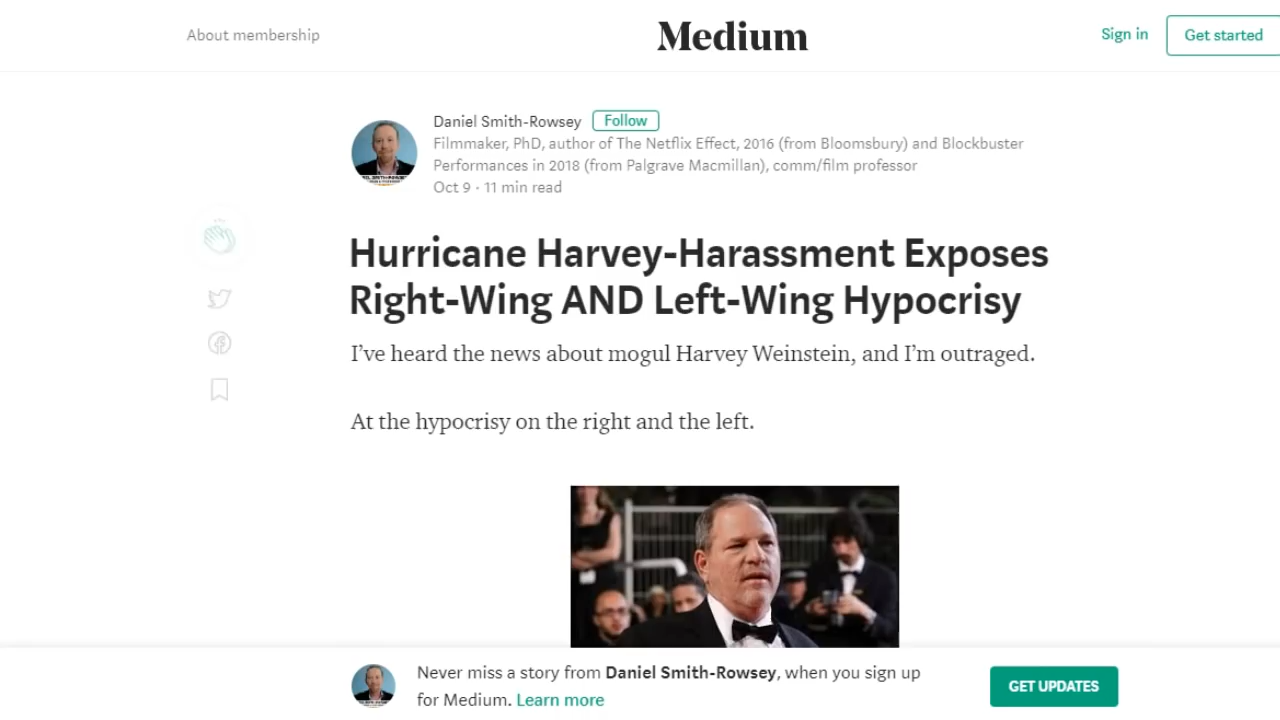 About membership
Medium
Sign in
Get started
Daniel Smith-Rowsey
Follow
Filmmaker, PhD, author of The Netflix Effect, 2016 (from Bloomsbury) and Blockbuster
Performances in 2018 (from Palgrave Macmillan), comm/film professor
Oct 9 · 11 min read
Hurricane Harvey-Harassment Exposes
Right-Wing AND Left-Wing Hypocrisy
I’ve heard the news about mogul Harvey Weinstein, and I’m outraged.
At the hypocrisy on the right and the left.
Never miss a story from Daniel Smith-Rowsey, when you sign up
for Medium. Learn more
GET UPDATES